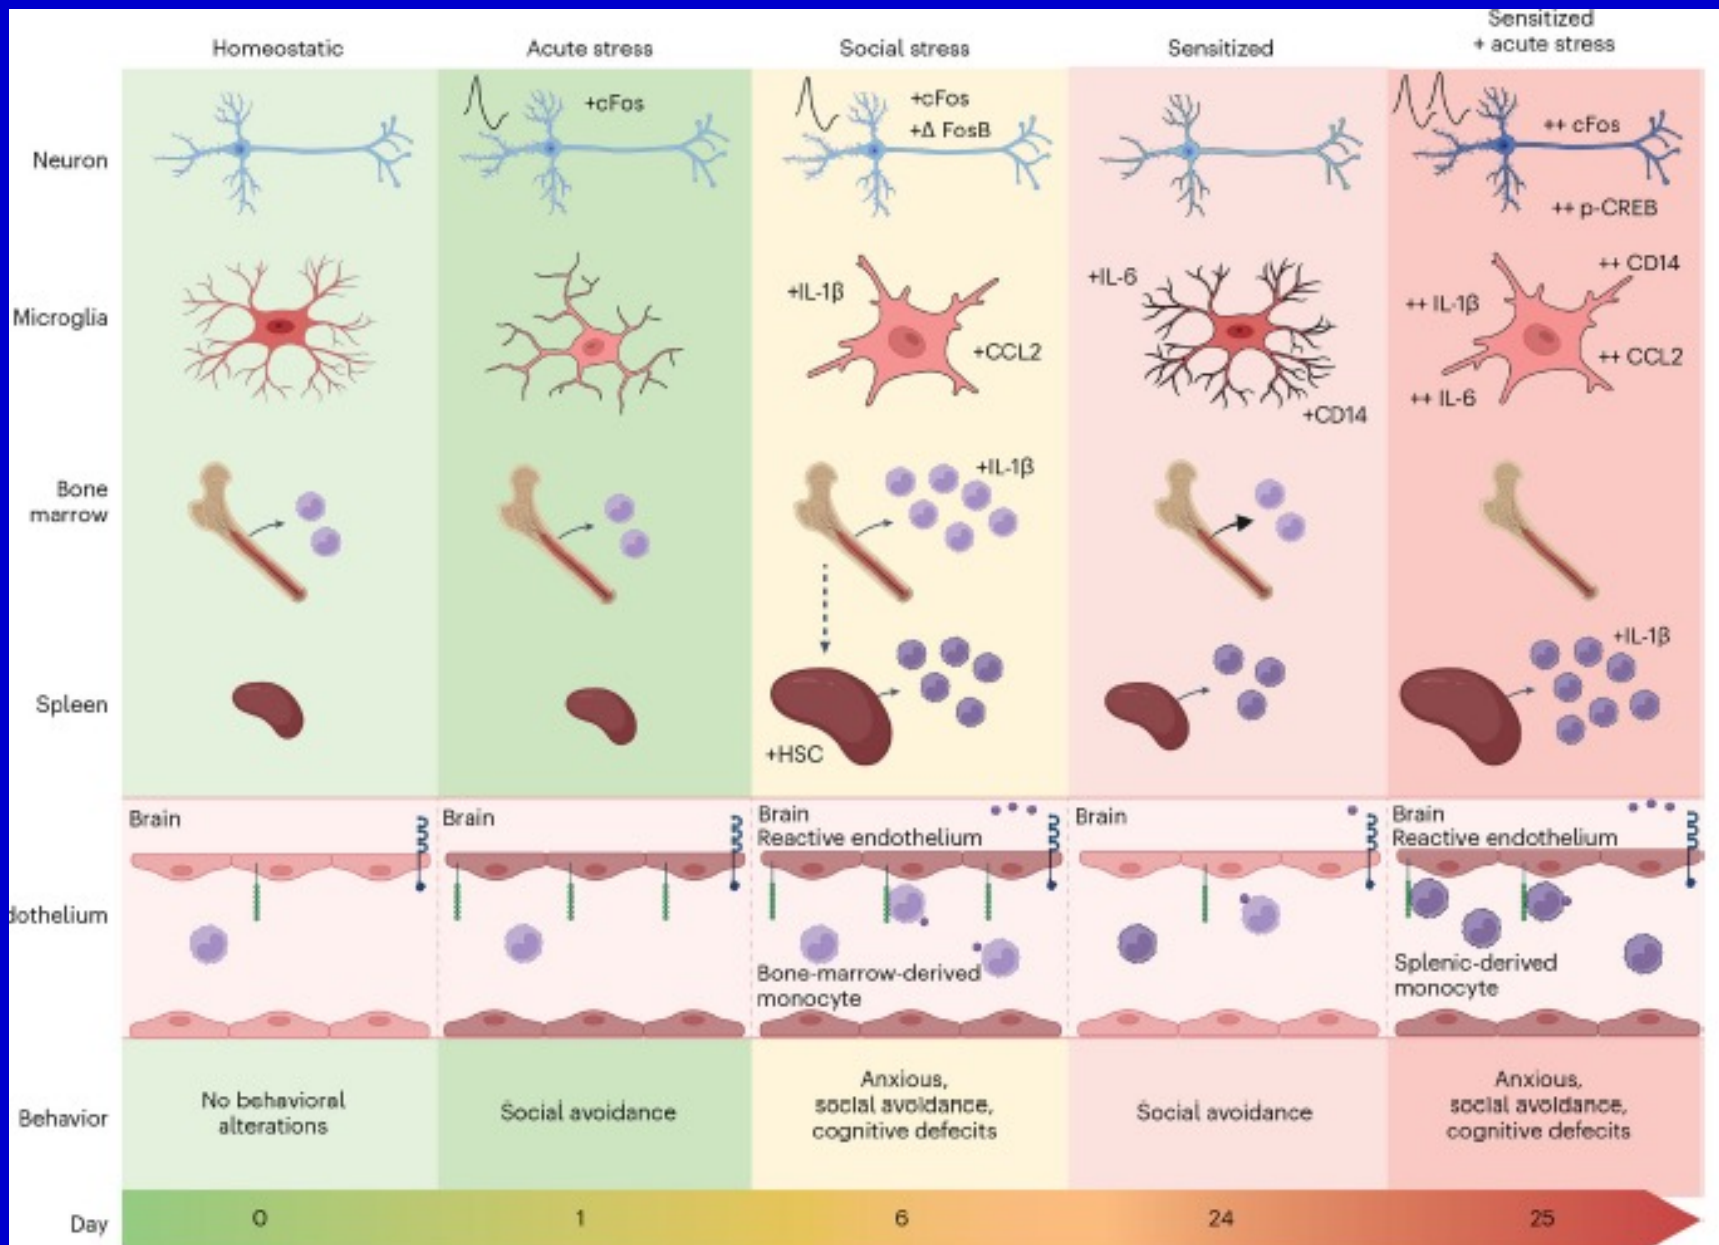 Homeostatic
Acute stress
Social stress
Sensitized
Sensitized
+ acute stress
Neuron
+cFos
+cFos
+Δ FosB
++ cFos
++ p-CREB
Microglia
+IL-1β
+CCL2
+IL-6
+CD14
++ CD14
++ IL-1β
++ CCL2
++ IL-6
Bone
marrow
+IL-1β
Spleen
+HSC
+IL-1β
dothelium
Brain
Brain
Brain
Reactive endothelium
Bone-marrow-derived
monocyte
Brain
Brain
Reactive endothelium
Splenic-derived
monocyte
Behavior
No behavioral
alterations
Social avoidance
Anxious,
social avoidance,
cognitive defecits
Social avoidance
Anxious,
social avoidance,
cognitive defecits
Day
0
1
6
24
25